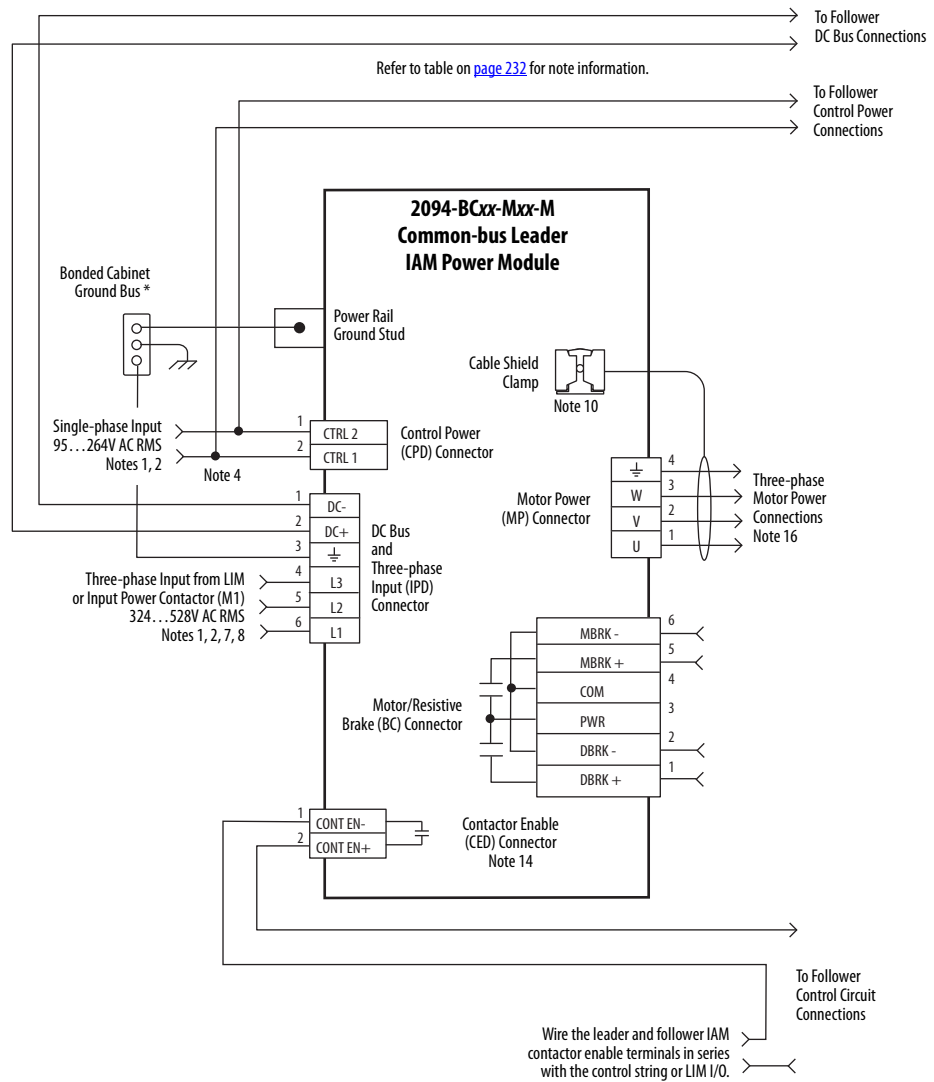 To Follower
DC Bus Connections
Refer to table on page 232 for note information.
To Follower
Control Power
Connections
2094-BCxx-Mxx-M
Common-bus Leader
IAM Power Module
Bonded Cabinet
Ground Bus *
Power Rail
Ground Stud
Cable Shield
Clamp
Note 10
Single-phase Input
95…264V AC RMS
Notes 1, 2
Note 4
1
CTRL 2
2
CTRL 1
Control Power
(CPD) Connector
1
DC-
2
DC+
3
4
L3
5
L2
6
L1
DC Bus
and
Three-phase
Input (IPD)
Connector
Three-phase Input from LIM
or Input Power Contactor (M1)
324…528V AC RMS
Notes 1, 2, 7, 8
Motor Power
(MP) Connector
4
W
3
V
2
U
1
Three-phase
Motor Power
Connections
Note 16
Motor/Resistive
Brake (BC) Connector
MBRK -
6
MBRK +
5
COM
4
PWR
3
DBRK -
2
DBRK +
1
1
CONT EN-
2
CONT EN+
Contactor Enable
(CED) Connector
Note 14
To Follower
Control Circuit
Connections
Wire the leader and follower IAM
contactor enable terminals in series
with the control string or LIM I/O.